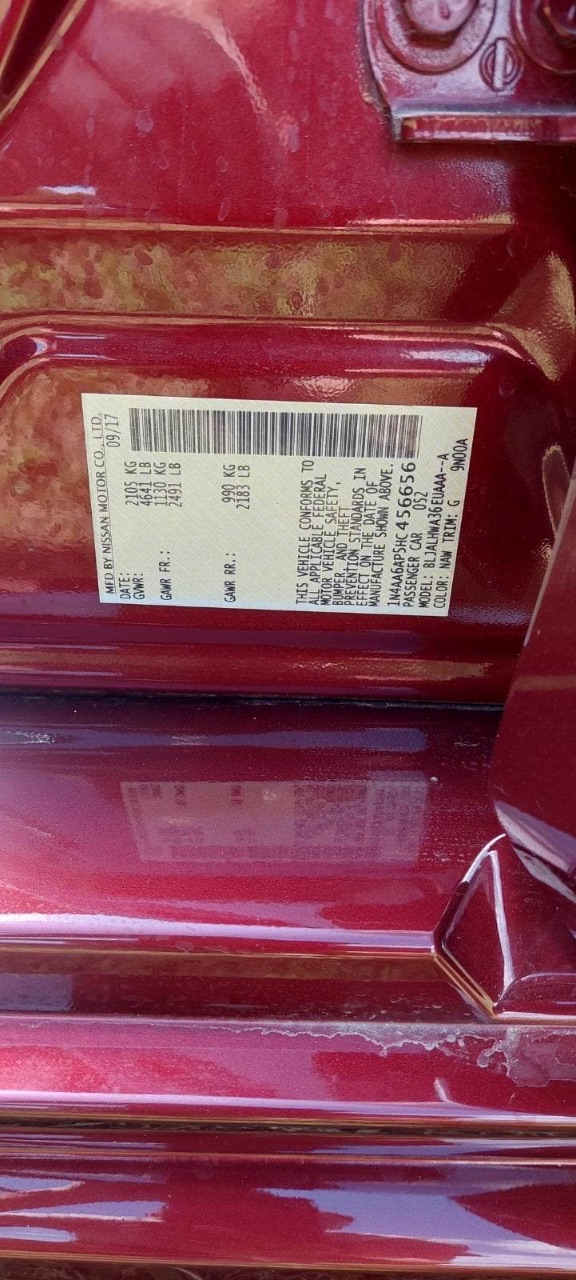 MFD BY NISSAN MOTOR CO., LTD.
DATE: 09/17
GVWR: 2105 KG
4641 LB
GAWR FR.: 1130 KG
2491 LB
GAWR RR.: 990 KG
2183 LB
THIS VEHICLE CONFORMS TO
ALL APPLICABLE FEDERAL
MOTOR VEHICLE SAFETY,
BUMPER, AND THEFT
PREVENTION STANDARDS IN
EFFECT ON THE DATE OF
MANUFACTURE SHOWN ABOVE.
1N4AA6AP5HC456656
PASSENGER CAR 052
MODEL: BLJALHWA36EUAAA--A
COLOR: NAW TRIM: G 9N00A